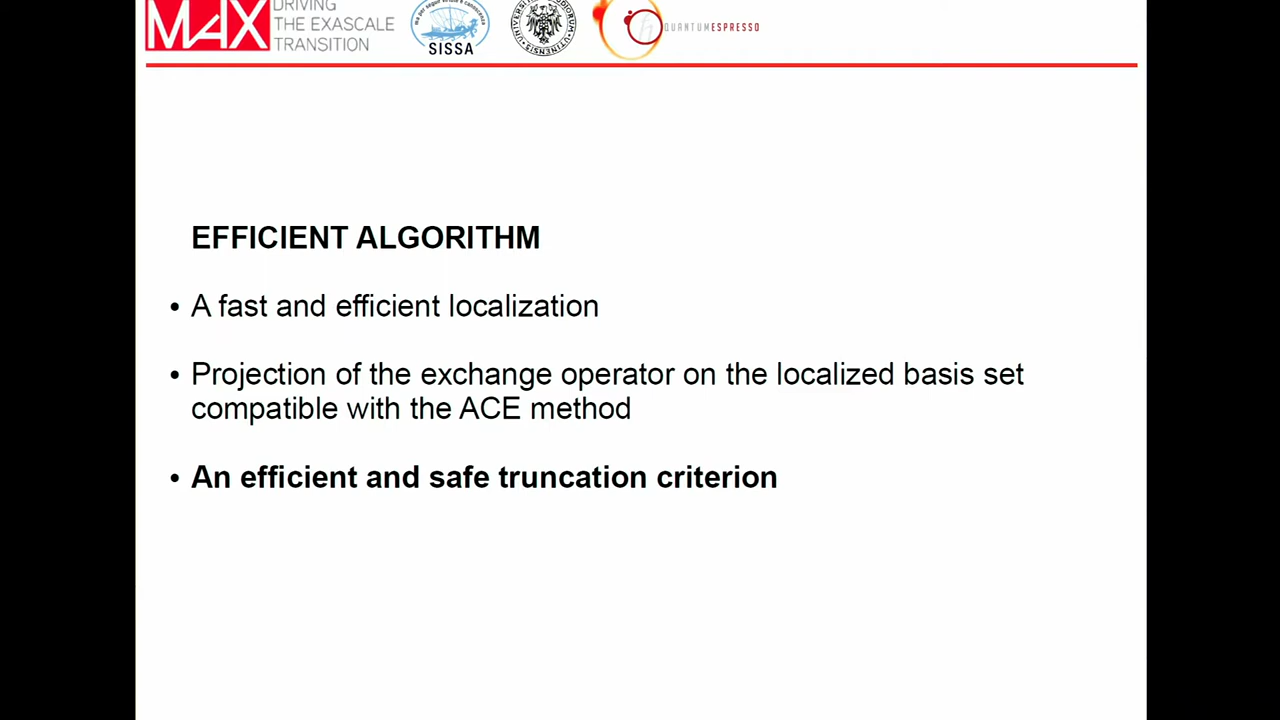 MAX
DRIVING
THE EXASCALE
TRANSITION
SISSA
QUANTUMESPRESSO
EFFICIENT ALGORITHM
• A fast and efficient localization
• Projection of the exchange operator on the localized basis set
compatible with the ACE method
• An efficient and safe truncation criterion